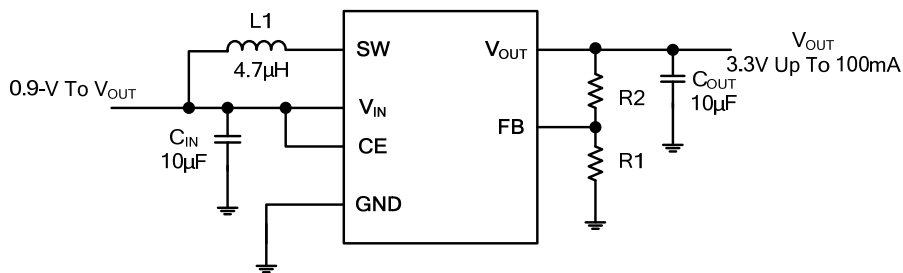 L1
4.7µH
0.9-V To VOUT
CIN
10µF
SW
VIN
CE
GND
VOUT
FB
R2
R1
COUT
10µF
VOUT
3.3V Up To 100mA